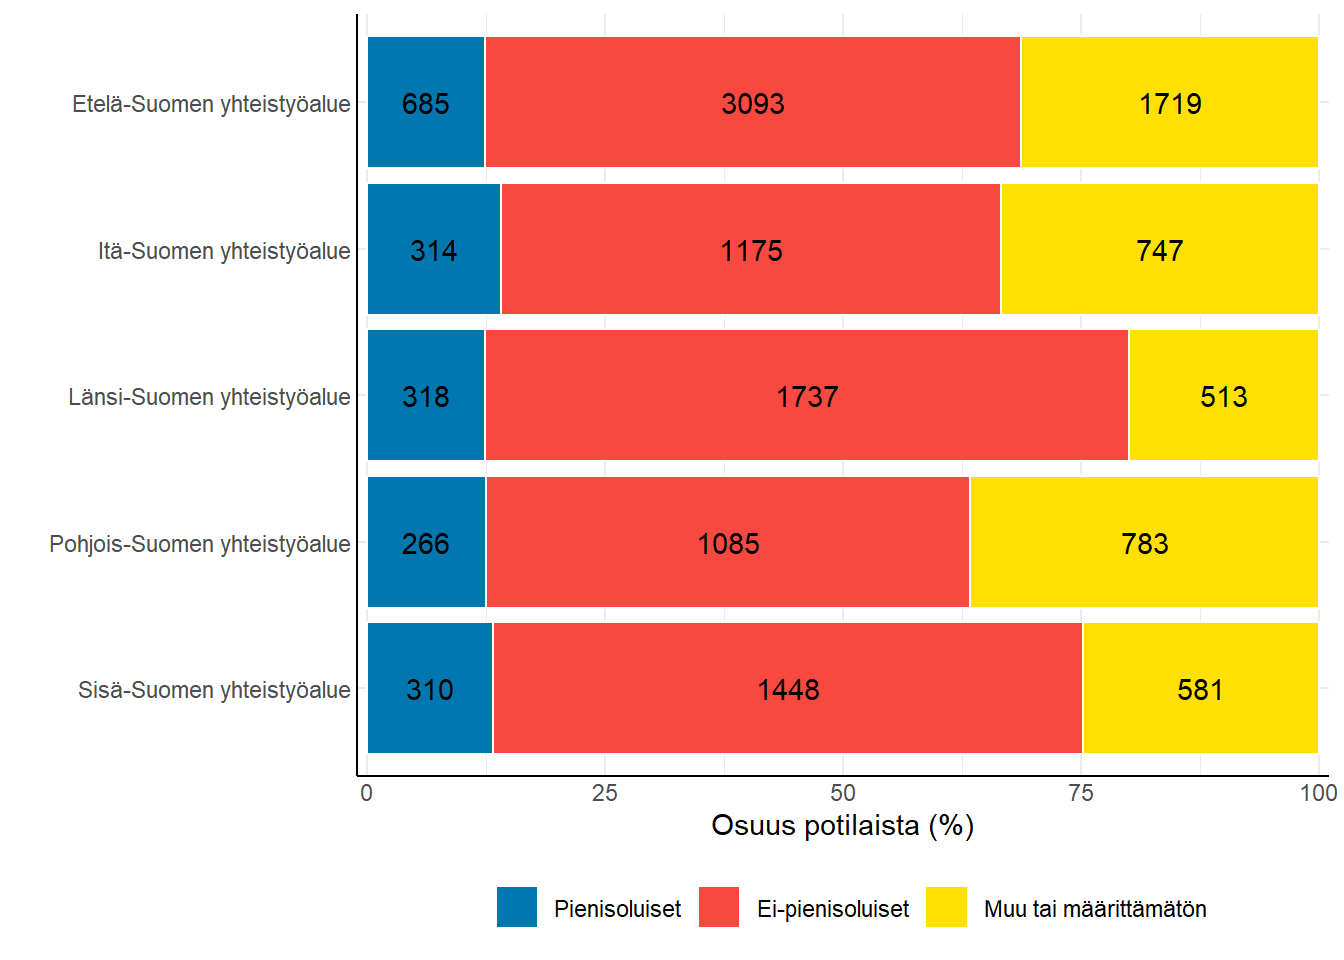 Etelä-Suomen yhteistyöalue 685 3093 1719
Itä-Suomen yhteistyöalue 314 1175 747
Länsi-Suomen yhteistyöalue 318 1737 513
Pohjois-Suomen yhteistyöalue 266 1085 783
Sisä-Suomen yhteistyöalue 310 1448 581
0 25 50 75 100
Osuus potilaista (%)
Pienisoluiset Ei-pienisoluiset Muu tai määrittämätön